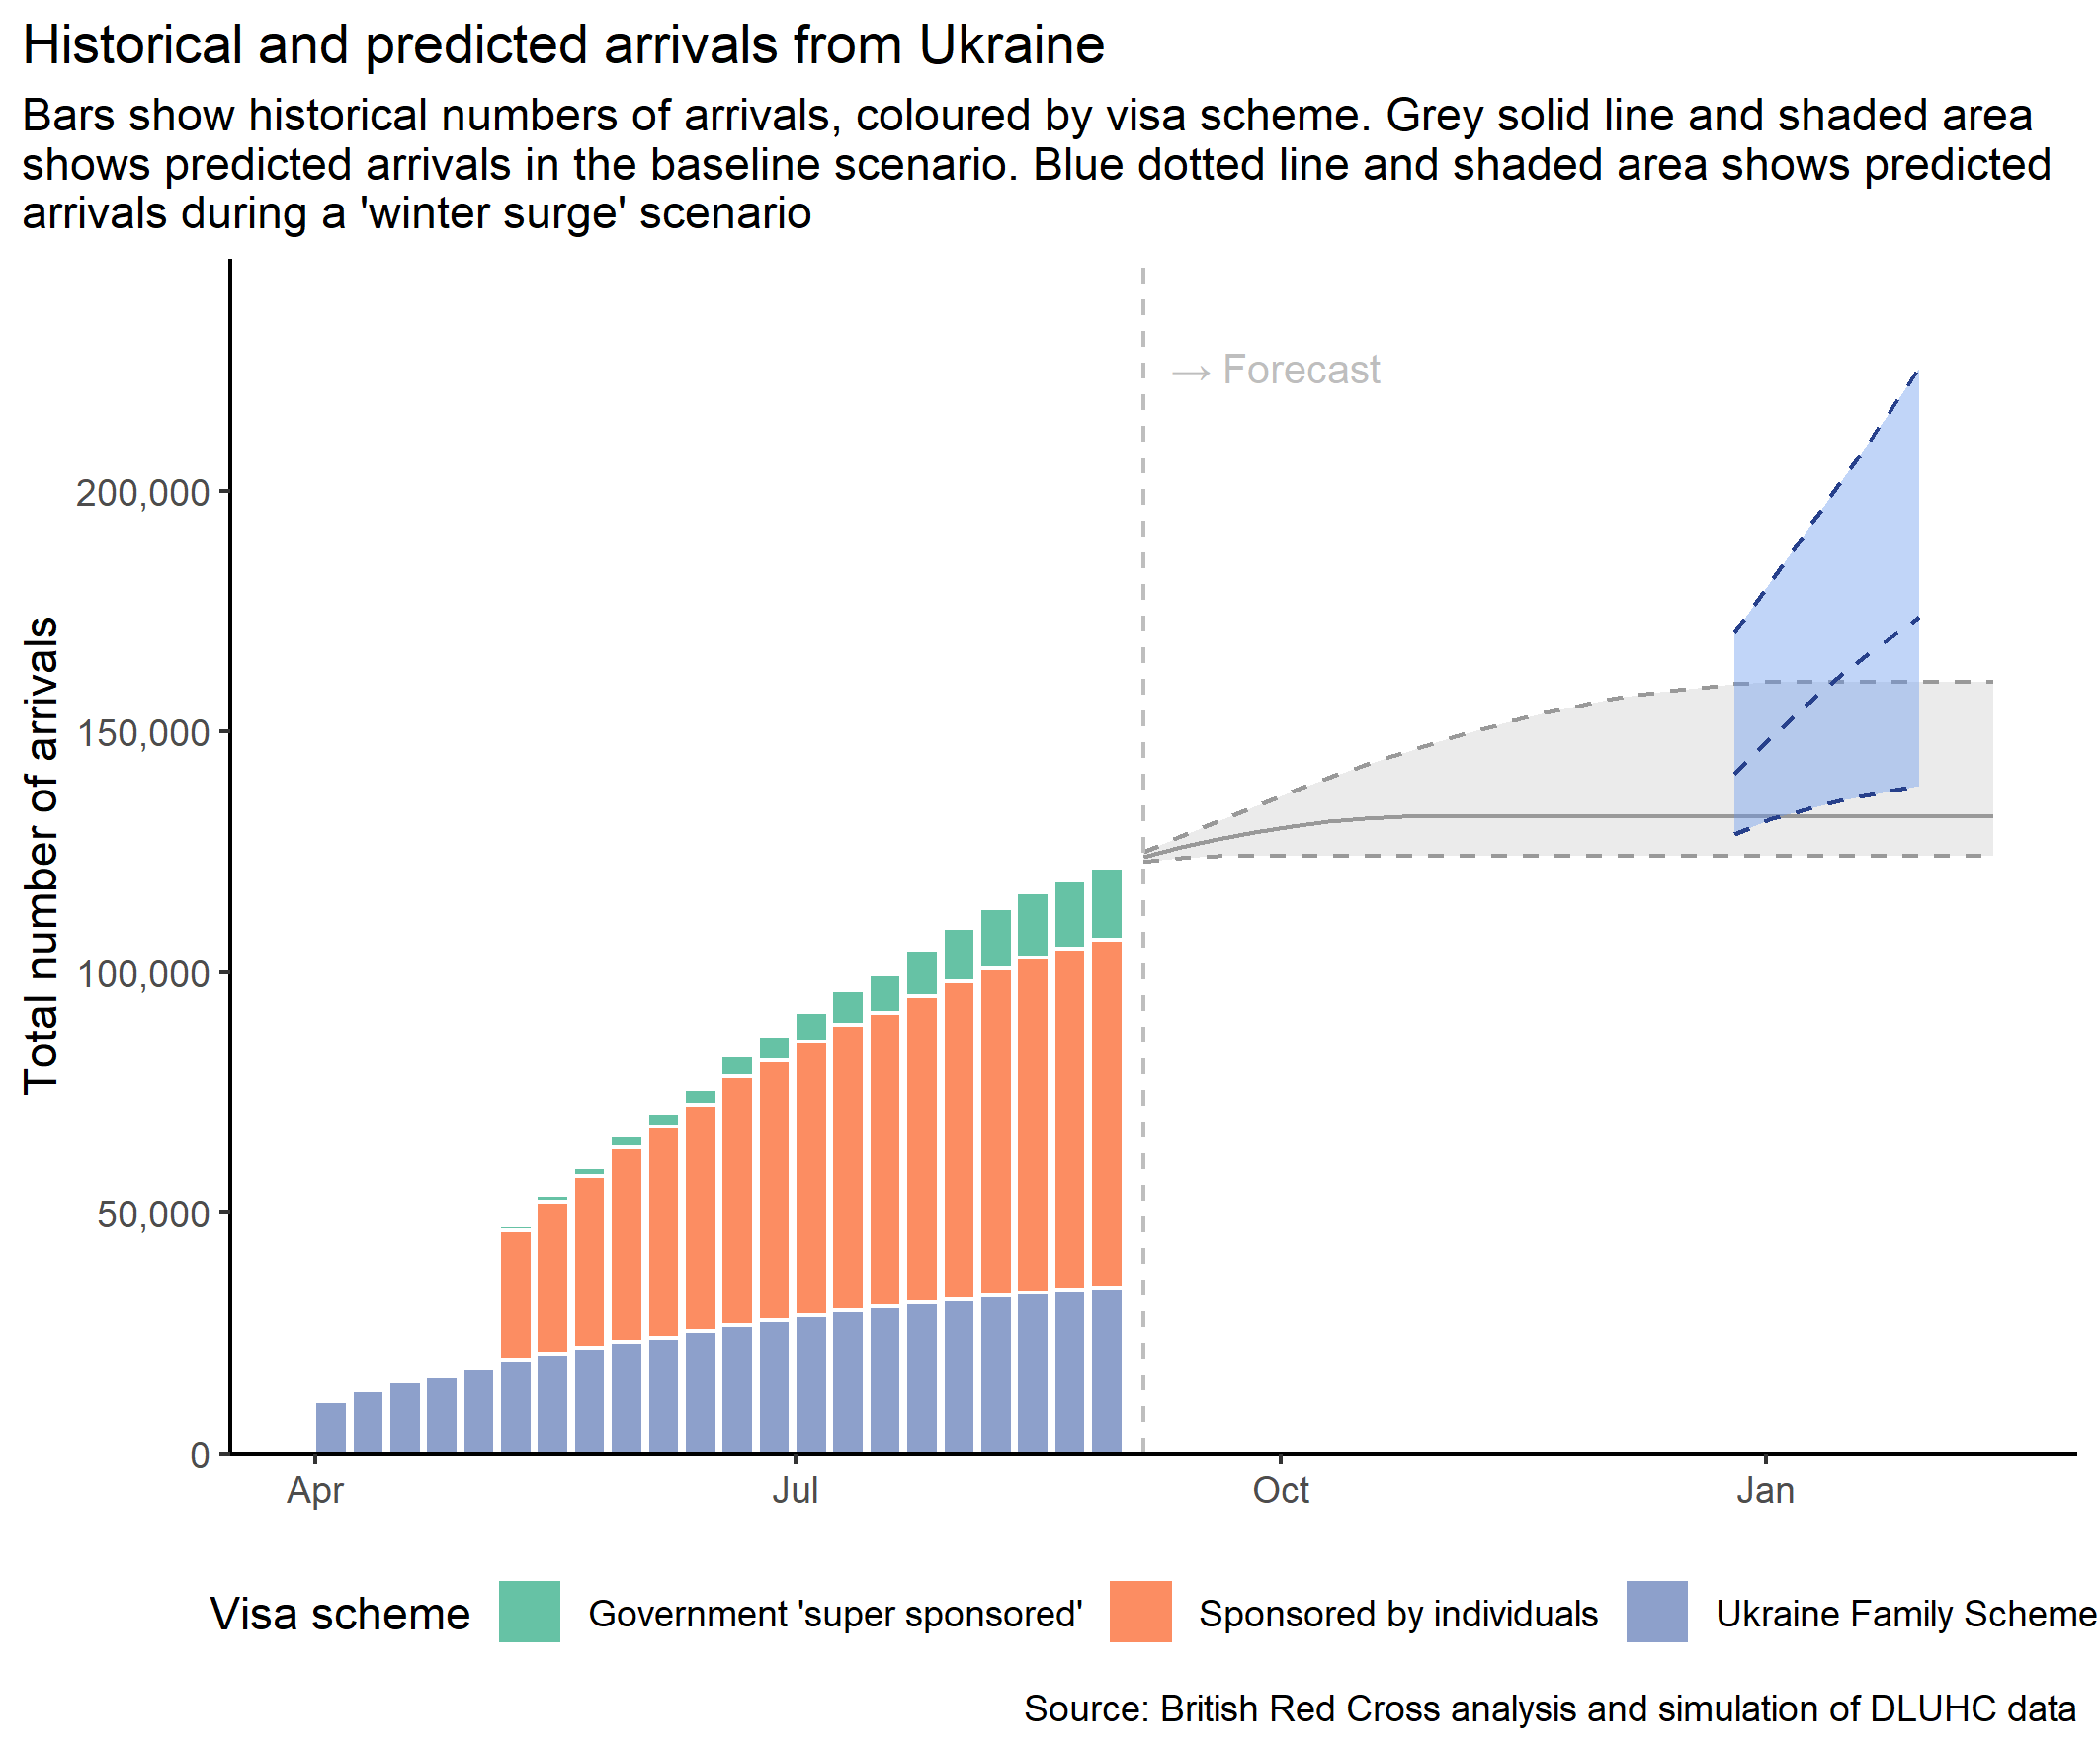 Historical and predicted arrivals from Ukraine
Bars show historical numbers of arrivals, coloured by visa scheme. Grey solid line and shaded area
shows predicted arrivals in the baseline scenario. Blue dotted line and shaded area shows predicted
arrivals during a 'winter surge' scenario
→ Forecast
Total number of arrivals
200,000
150,000
100,000
50,000
0
Apr Jul Oct Jan
Visa scheme Government 'super sponsored' Sponsored by individuals Ukraine Family Scheme
Source: British Red Cross analysis and simulation of DLUHC data